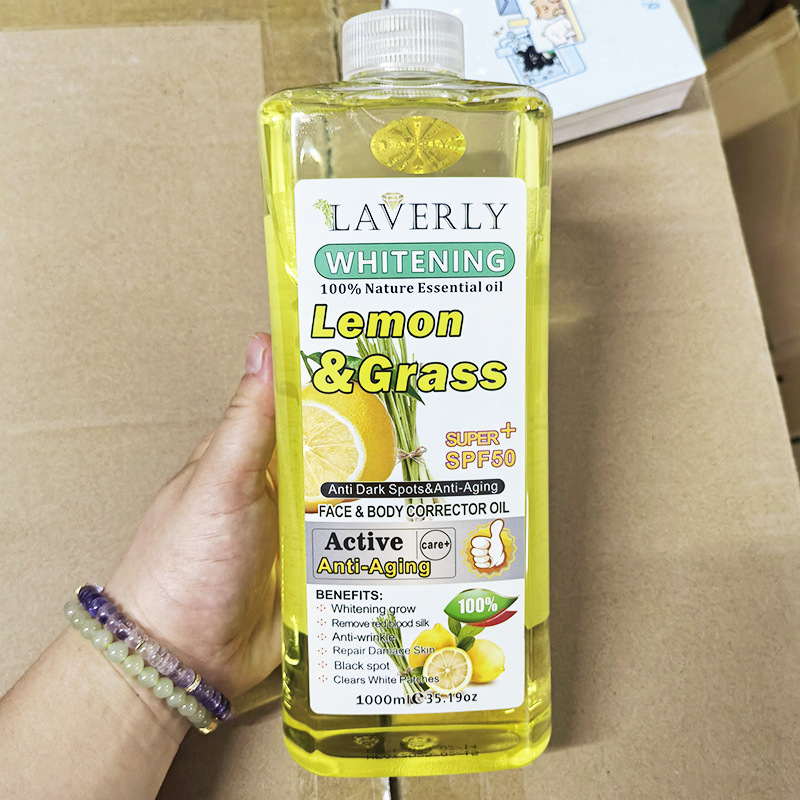 LAVERLY
LAVERLY
WHITENING
100% Nature Essential oil
Lemon
&Grass
SUPER+
SPF50
Anti Dark Spots&Anti-Aging
FACE & BODY CORRECTOR OIL
Active
care+
Anti-Aging
BENEFITS:
Whitening grow
Remove red blood silk
Anti-wrinkle
Repair Damage Skin
Black spot
Clears White Patches
100%
1000ml℮35.19oz